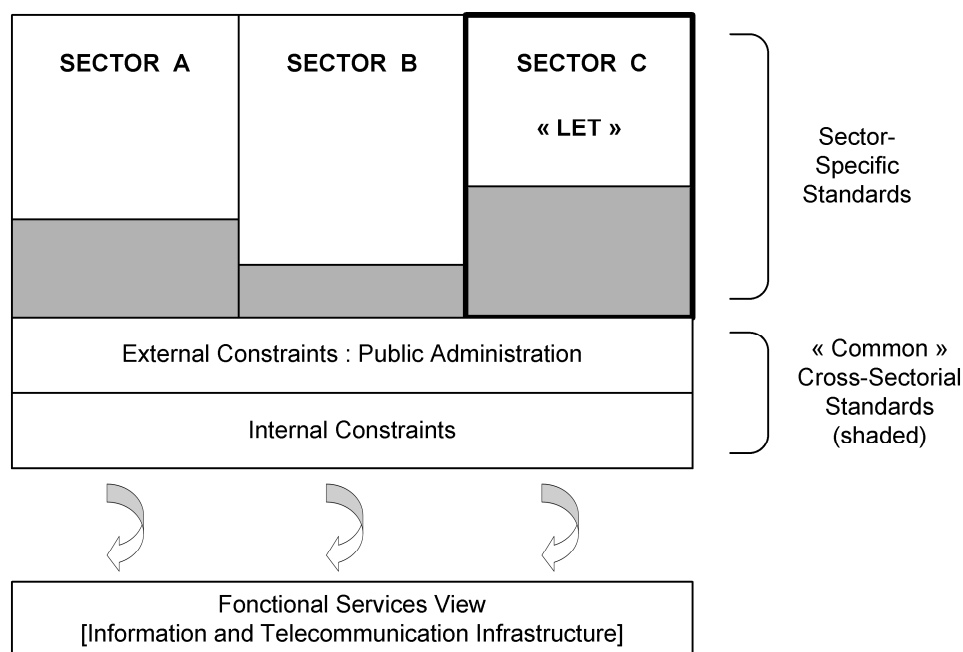 SECTOR A
SECTOR B
SECTOR C
« LET »
Sector-
Specific
Standards
External Constraints : Public Administration
Internal Constraints
« Common »
Cross-Sectorial
Standards
(shaded)
Fonctional Services View
[Information and Telecommunication Infrastructure]